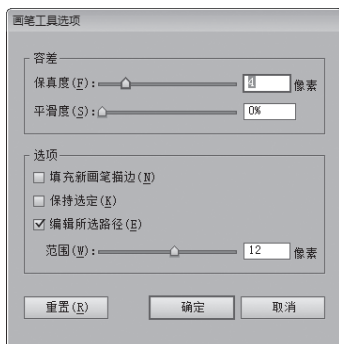 画笔工具选项
容差
保真度(F): 4 像素
平滑度(S): 0%
选项
填充新画笔描边(N)
保持选定(K)
编辑所选路径(E)
范围(W): 12 像素
重置(R) 确定 取消